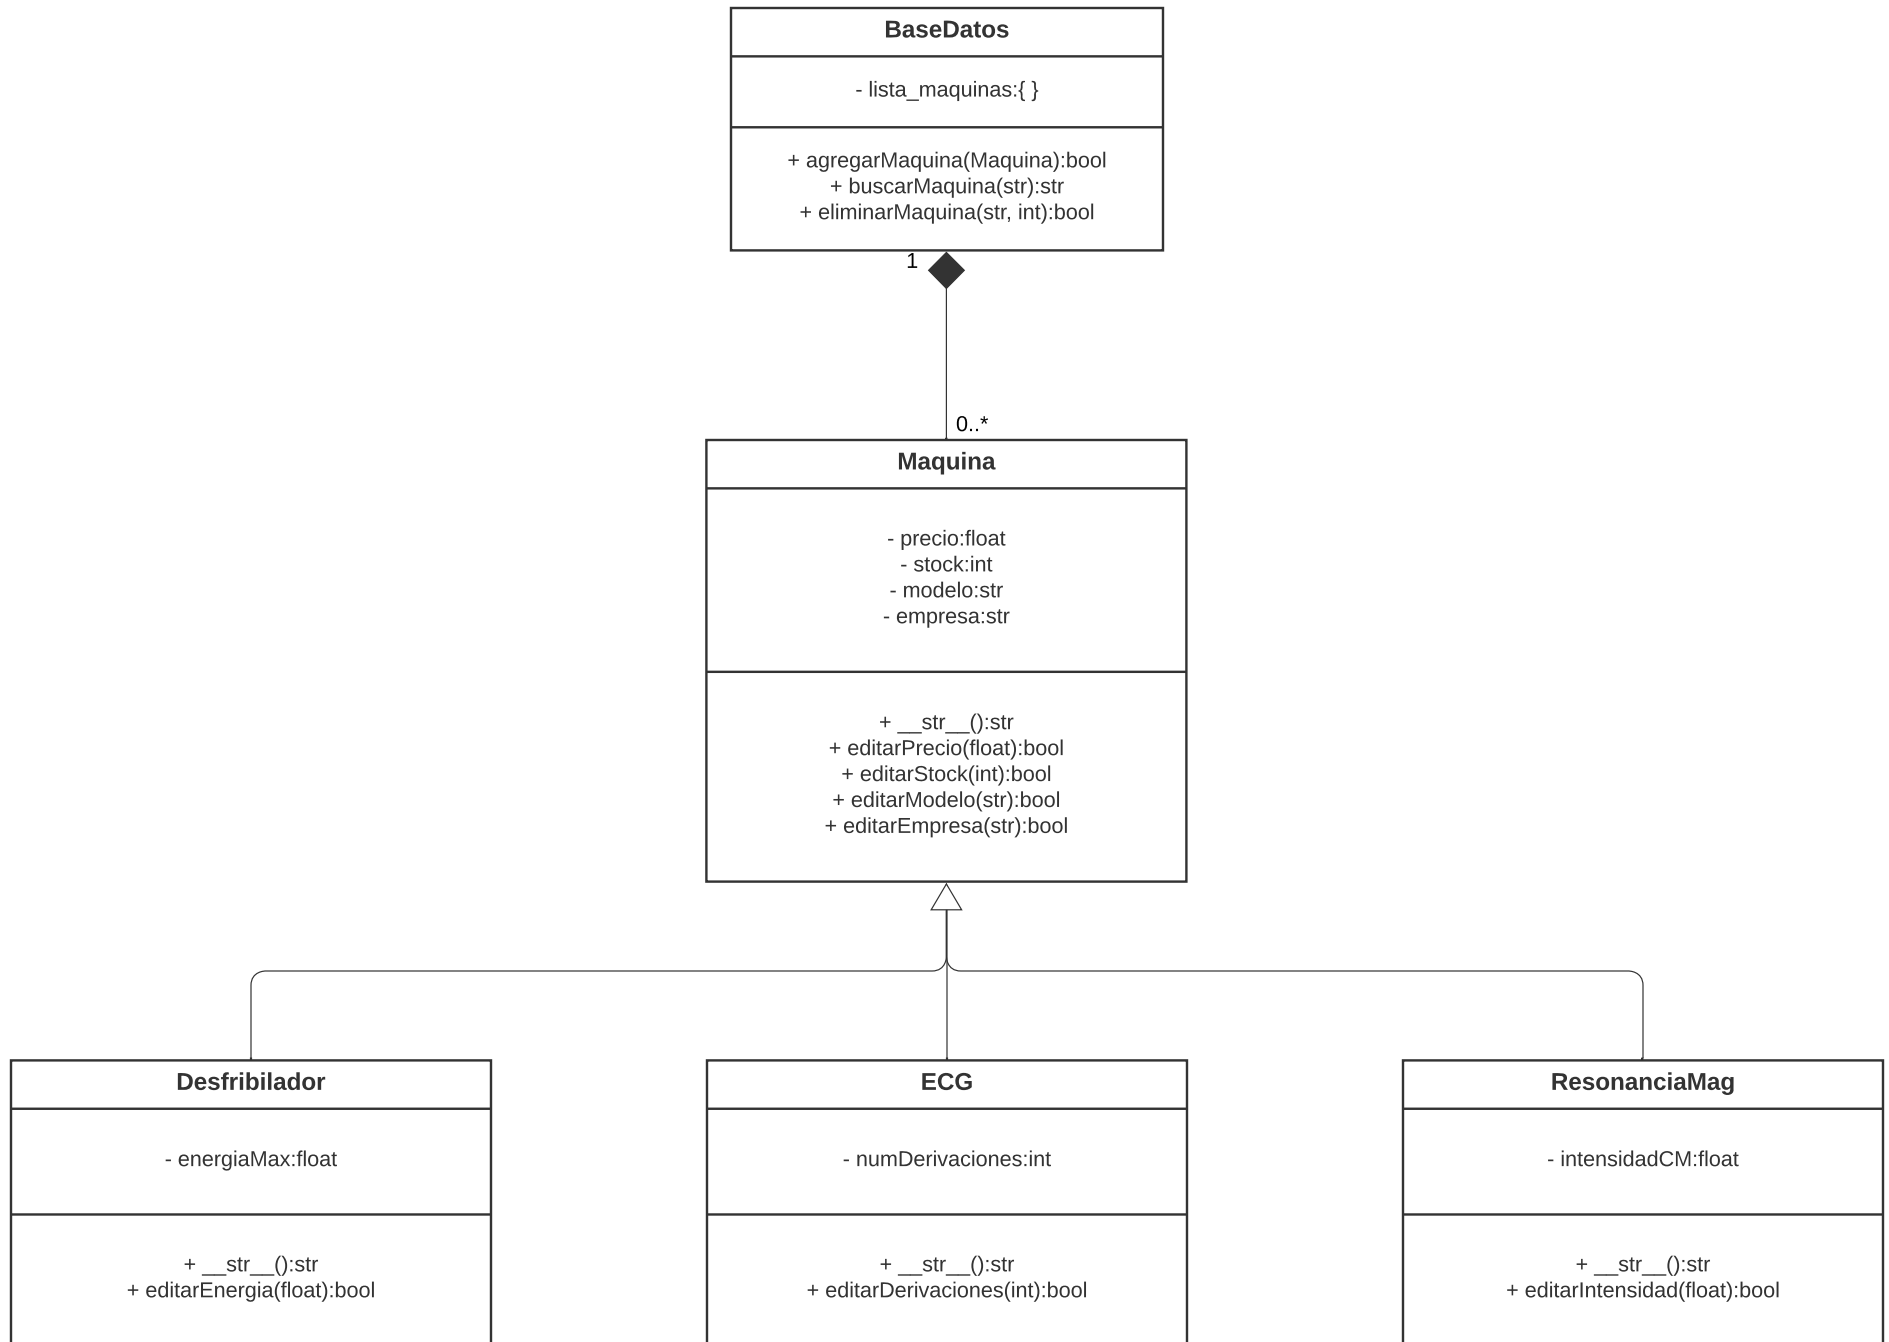 BaseDatos
- lista_maquinas:{ }
+ agregarMaquina(Maquina):bool
+ buscarMaquina(str):str
+ eliminarMaquina(str, int):bool
1
0..*
Maquina
- precio:float
- stock:int
- modelo:str
- empresa:str
+ __str__():str
+ editarPrecio(float):bool
+ editarStock(int):bool
+ editarModelo(str):bool
+ editarEmpresa(str):bool
Desfribilador
- energiaMax:float
+ __str__():str
+ editarEnergia(float):bool
ECG
- numDerivaciones:int
+ __str__():str
+ editarDerivaciones(int):bool
ResonanciaMag
- intensidadCM:float
+ __str__():str
+ editarIntensidad(float):bool